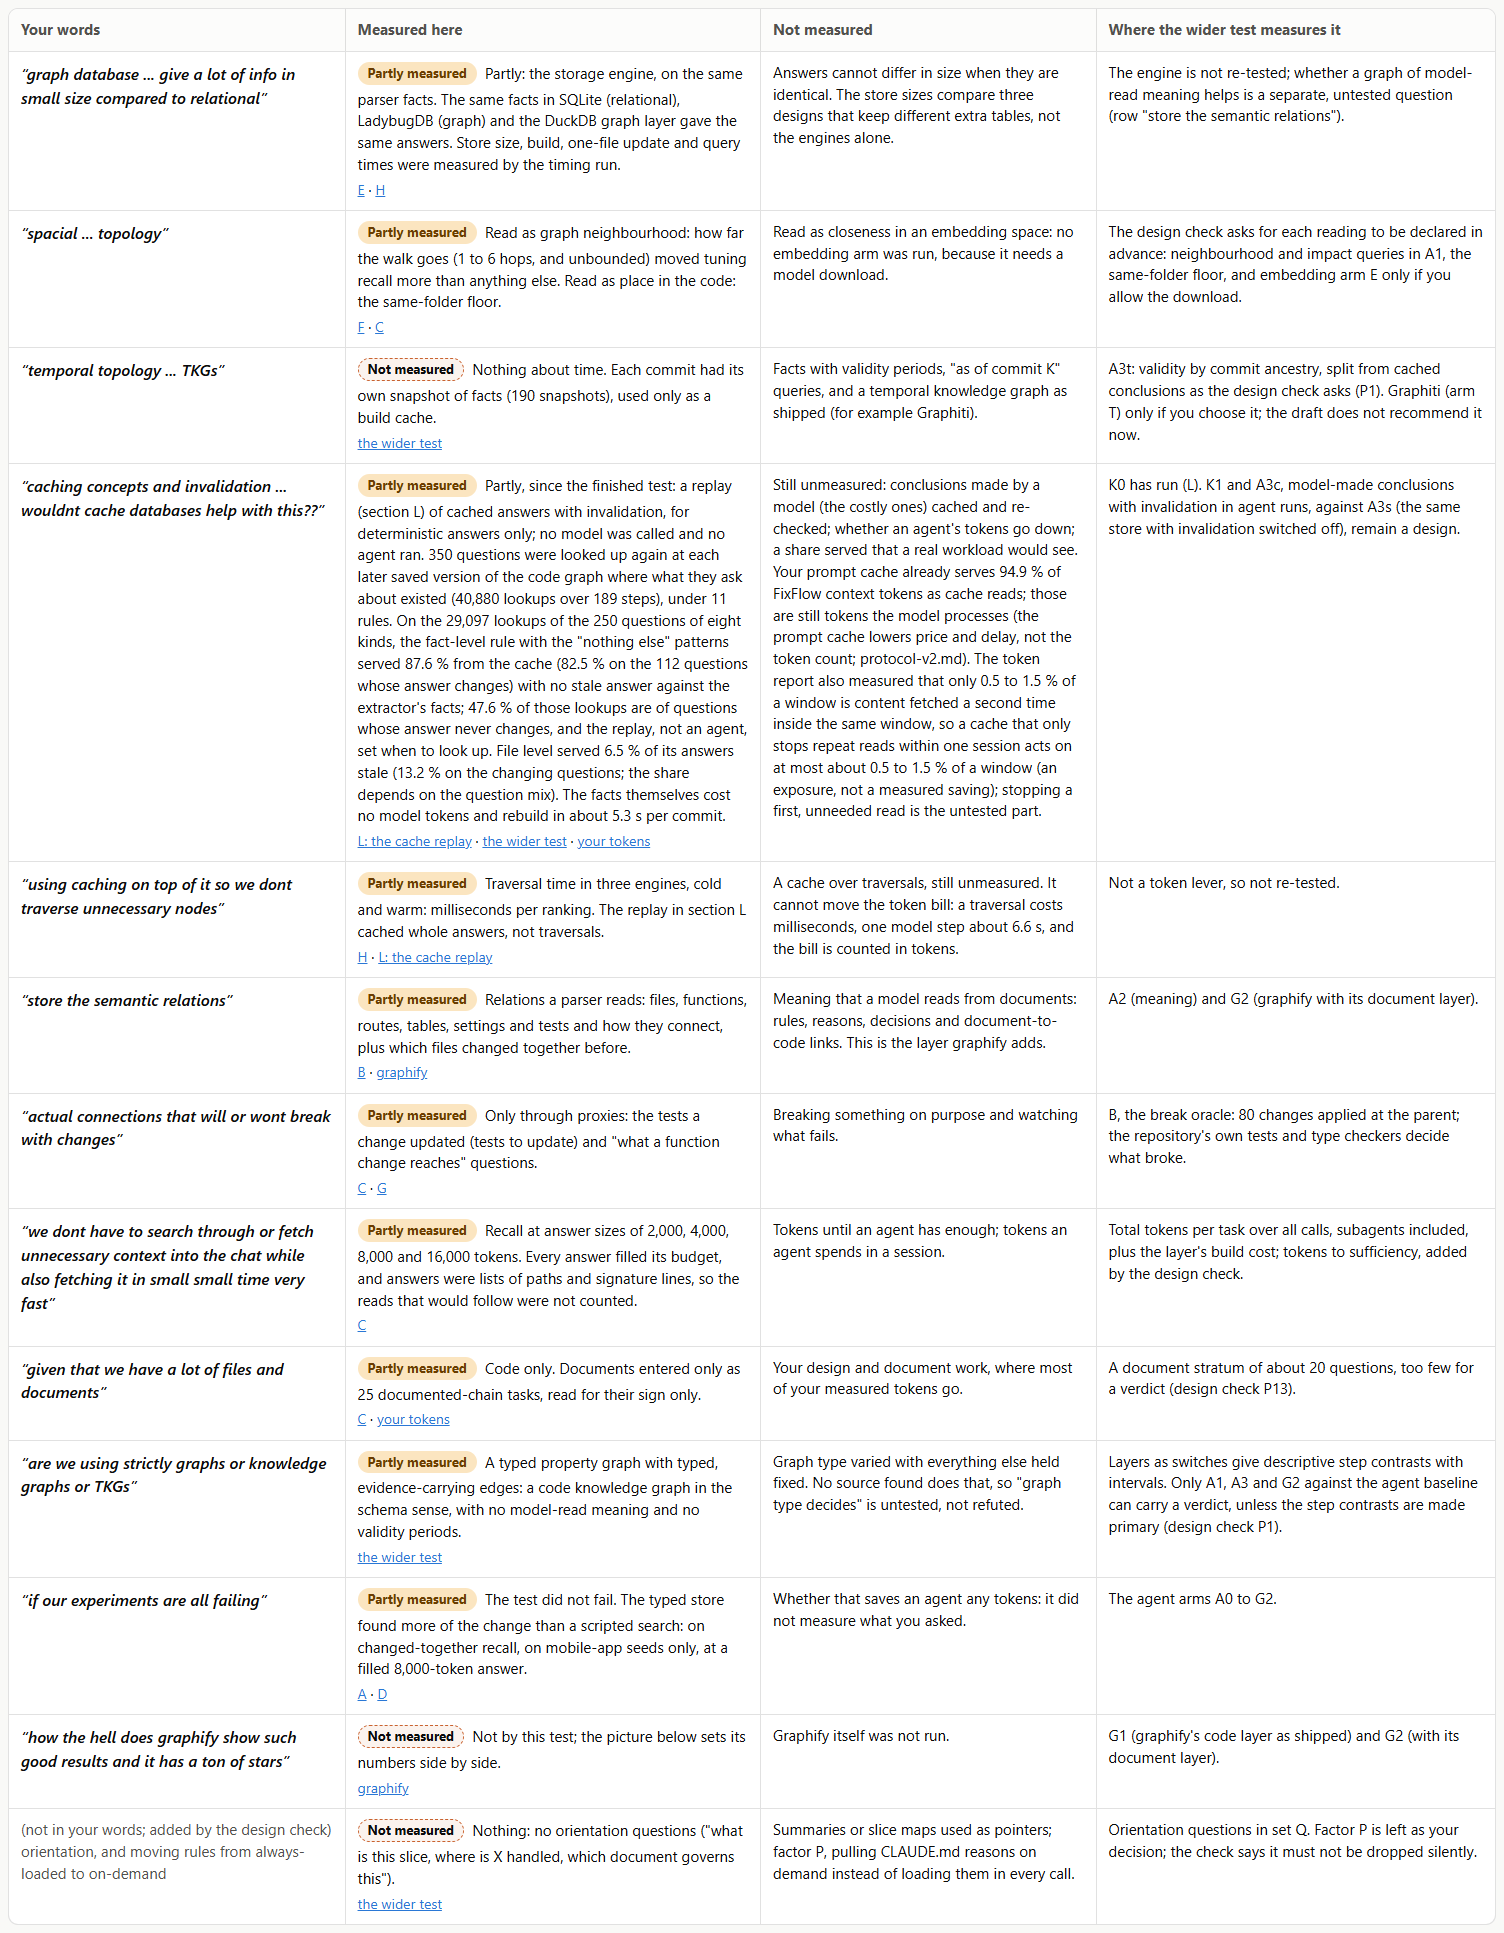 Your words
Measured here
Not measured
Where the wider test measures it
“graph database ... give a lot of info in
small size compared to relational”
Partly measured Partly: the storage engine, on the same
parser facts. The same facts in SQLite (relational),
LadybugDB (graph) and the DuckDB graph layer gave the
same answers. Store size, build, one-file update and query
times were measured by the timing run.
E · H
Answers cannot differ in size when they are
identical. The store sizes compare three
designs that keep different extra tables, not
the engines alone.
The engine is not re-tested; whether a graph of model-
read meaning helps is a separate, untested question
(row "store the semantic relations").
“spacial ... topology”
Partly measured Read as graph neighbourhood: how far
the walk goes (1 to 6 hops, and unbounded) moved tuning
recall more than anything else. Read as place in the code:
the same-folder floor.
F · C
Read as closeness in an embedding space: no
embedding arm was run, because it needs a
model download.
The design check asks for each reading to be declared in
advance: neighbourhood and impact queries in A1, the
same-folder floor, and embedding arm E only if you
allow the download.
“temporal topology ... TKGs”
Not measured Nothing about time. Each commit had its
own snapshot of facts (190 snapshots), used only as a
build cache.
the wider test
Facts with validity periods, "as of commit K"
queries, and a temporal knowledge graph as
shipped (for example Graphiti).
A3t: validity by commit ancestry, split from cached
conclusions as the design check asks (P1). Graphiti (arm
T) only if you choose it; the draft does not recommend it
now.
“caching concepts and invalidation ...
wouldnt cache databases help with this??”
Partly measured Partly, since the finished test: a replay
(section L) of cached answers with invalidation, for
deterministic answers only; no model was called and no
agent ran. 350 questions were looked up again at each
later saved version of the code graph where what they ask
about existed (40,880 lookups over 189 steps), under 11
rules. On the 29,097 lookups of the 250 questions of eight
kinds, the fact-level rule with the "nothing else" patterns
served 87.6 % from the cache (82.5 % on the 112 questions
whose answer changes) with no stale answer against the
extractor's facts; 47.6 % of those lookups are of questions
whose answer never changes, and the replay, not an agent,
set when to look up. File level served 6.5 % of its answers
stale (13.2 % on the changing questions; the share
depends on the question mix). The facts themselves cost
no model tokens and rebuild in about 5.3 s per commit.
L: the cache replay · the wider test · your tokens
Still unmeasured: conclusions made by a
model (the costly ones) cached and re-
checked; whether an agent's tokens go down;
a share served that a real workload would see.
Your prompt cache already serves 94.9 % of
FixFlow context tokens as cache reads; those
are still tokens the model processes (the
prompt cache lowers price and delay, not the
token count; protocol-v2.md). The token
report also measured that only 0.5 to 1.5 % of
a window is content fetched a second time
inside the same window, so a cache that only
stops repeat reads within one session acts on
at most about 0.5 to 1.5 % of a window (an
exposure, not a measured saving); stopping a
first, unneeded read is the untested part.
K0 has run (L). K1 and A3c, model-made conclusions
with invalidation in agent runs, against A3s (the same
store with invalidation switched off), remain a design.
“using caching on top of it so we dont
traverse unnecessary nodes”
Partly measured Traversal time in three engines, cold
and warm: milliseconds per ranking. The replay in section L
cached whole answers, not traversals.
H · L: the cache replay
A cache over traversals, still unmeasured. It
cannot move the token bill: a traversal costs
milliseconds, one model step about 6.6 s, and
the bill is counted in tokens.
Not a token lever, so not re-tested.
“store the semantic relations”
Partly measured Relations a parser reads: files, functions,
routes, tables, settings and tests and how they connect,
plus which files changed together before.
B · graphify
Meaning that a model reads from documents:
rules, reasons, decisions and document-to-
code links. This is the layer graphify adds.
A2 (meaning) and G2 (graphify with its document layer).
“actual connections that will or wont break
with changes”
Partly measured Only through proxies: the tests a
change updated (tests to update) and "what a function
change reaches" questions.
C · G
Breaking something on purpose and watching
what fails.
B, the break oracle: 80 changes applied at the parent;
the repository's own tests and type checkers decide
what broke.
“we dont have to search through or fetch
unnecessary context into the chat while
also fetching it in small small time very
fast”
Partly measured Recall at answer sizes of 2,000, 4,000,
8,000 and 16,000 tokens. Every answer filled its budget,
and answers were lists of paths and signature lines, so the
reads that would follow were not counted.
C
Tokens until an agent has enough; tokens an
agent spends in a session.
Total tokens per task over all calls, subagents included,
plus the layer's build cost; tokens to sufficiency, added
by the design check.
“given that we have a lot of files and
documents”
Partly measured Code only. Documents entered only as
25 documented-chain tasks, read for their sign only.
C · your tokens
Your design and document work, where most
of your measured tokens go.
A document stratum of about 20 questions, too few for
a verdict (design check P13).
“are we using strictly graphs or knowledge
graphs or TKGs”
Partly measured A typed property graph with typed,
evidence-carrying edges: a code knowledge graph in the
schema sense, with no model-read meaning and no
validity periods.
the wider test
Graph type varied with everything else held
fixed. No source found does that, so "graph
type decides" is untested, not refuted.
Layers as switches give descriptive step contrasts with
intervals. Only A1, A3 and G2 against the agent baseline
can carry a verdict, unless the step contrasts are made
primary (design check P1).
“if our experiments are all failing”
Partly measured The test did not fail. The typed store
found more of the change than a scripted search: on
changed-together recall, on mobile-app seeds only, at a
filled 8,000-token answer.
A · D
Whether that saves an agent any tokens: it did
not measure what you asked.
The agent arms A0 to G2.
“how the hell does graphify show such
good results and it has a ton of stars”
Not measured Not by this test; the picture below sets its
numbers side by side.
graphify
Graphify itself was not run.
G1 (graphify's code layer as shipped) and G2 (with its
document layer).
(not in your words; added by the design check)
orientation, and moving rules from always-
loaded to on-demand
Not measured Nothing: no orientation questions ("what
is this slice, where is X handled, which document governs
this").
the wider test
Summaries or slice maps used as pointers;
factor P, pulling CLAUDE.md reasons on
demand instead of loading them in every call.
Orientation questions in set Q. Factor P is left as your
decision; the check says it must not be dropped silently.